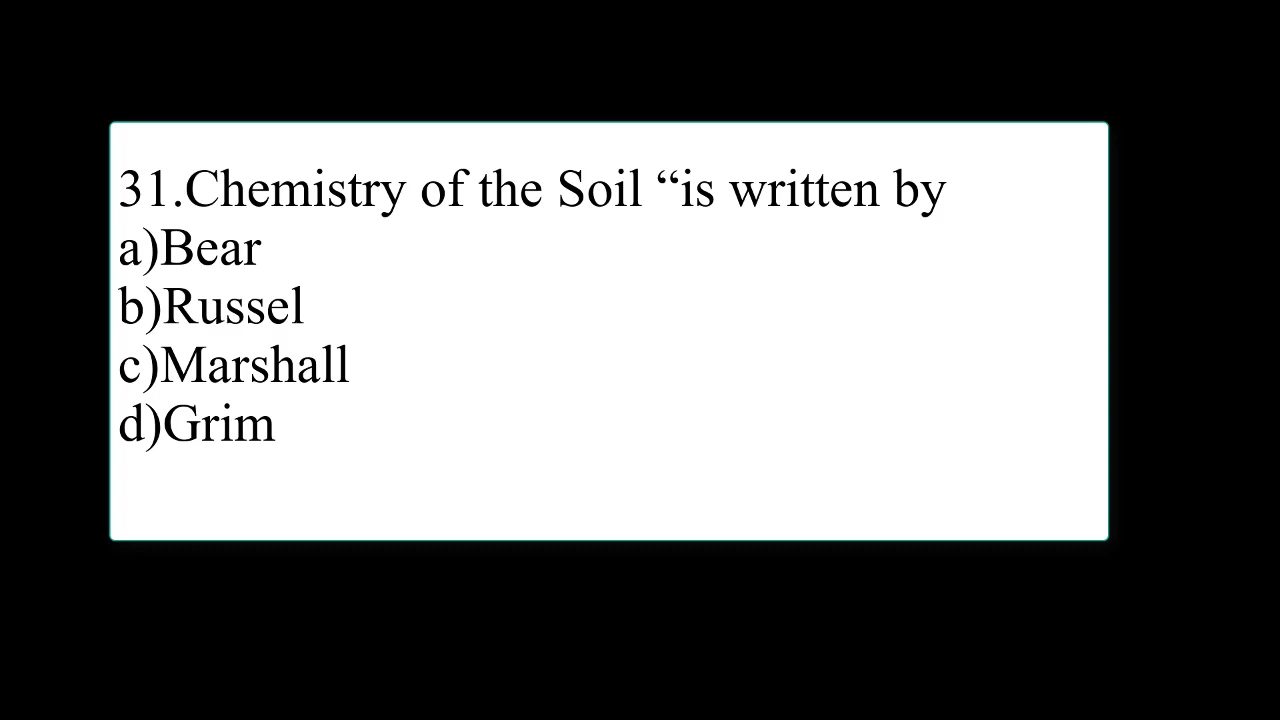 31.Chemistry of the Soil “is written by
a)Bear
b)Russel
c)Marshall
d)Grim